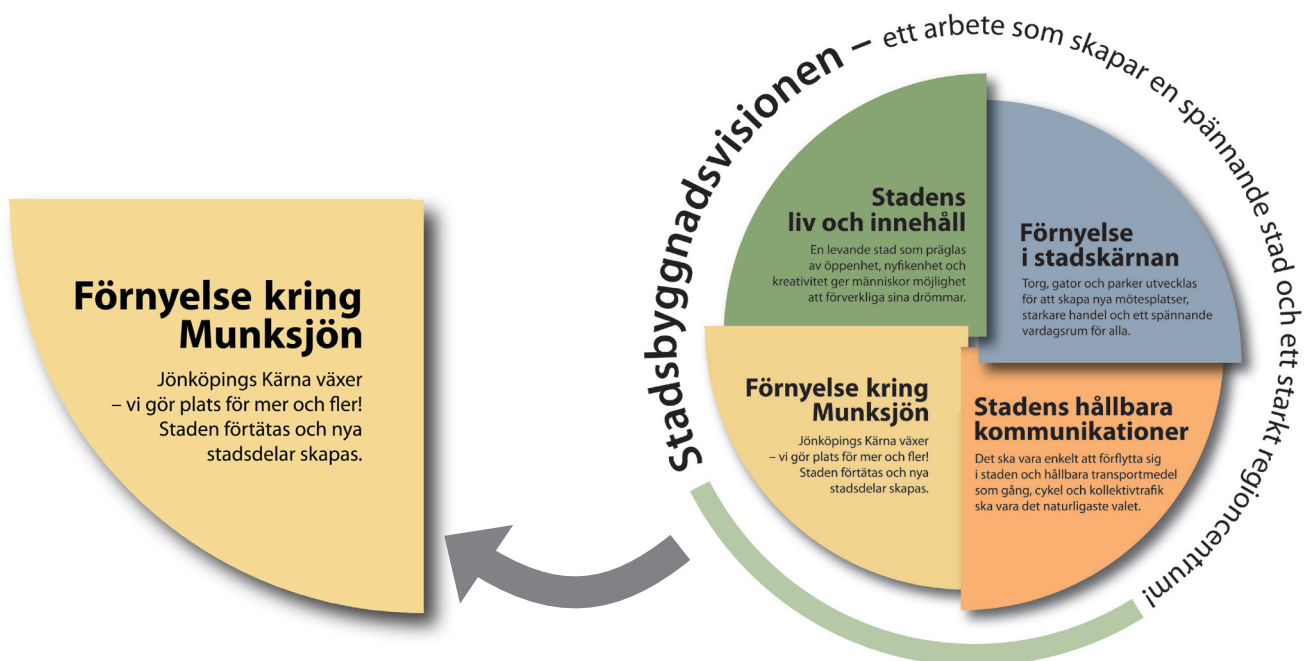 Förnyelse kring
Munksjön
Jönköpings Kärna växer
– vi gör plats för mer och fler!
Staden förtätas och nya
stadsdelar skapas.
Stadsbyggnadsvisionen – ett arbete som skapar en spännande stad och ett starkt regioncentrum!
Stadens
liv och innehåll
En levande stad som präglas
av öppenhet, nyfikenhet och
kreativitet ger människor möjlighet
att förverkliga sina drömmar.
Förnyelse
i stadskärnan
Torg, gator och parker utvecklas
för att skapa nya mötesplatser,
starkare handel och ett spännande
vardagsrum för alla.
Förnyelse kring
Munksjön
Jönköpings Kärna växer
– vi gör plats för mer och fler!
Staden förtätas och nya
stadsdelar skapas.
Stadens hållbara
kommunikationer
Det ska vara enkelt att förflytta sig
i staden och hållbara transportmedel
som gång, cykel och kollektivtrafik
ska vara det naturligaste valet.